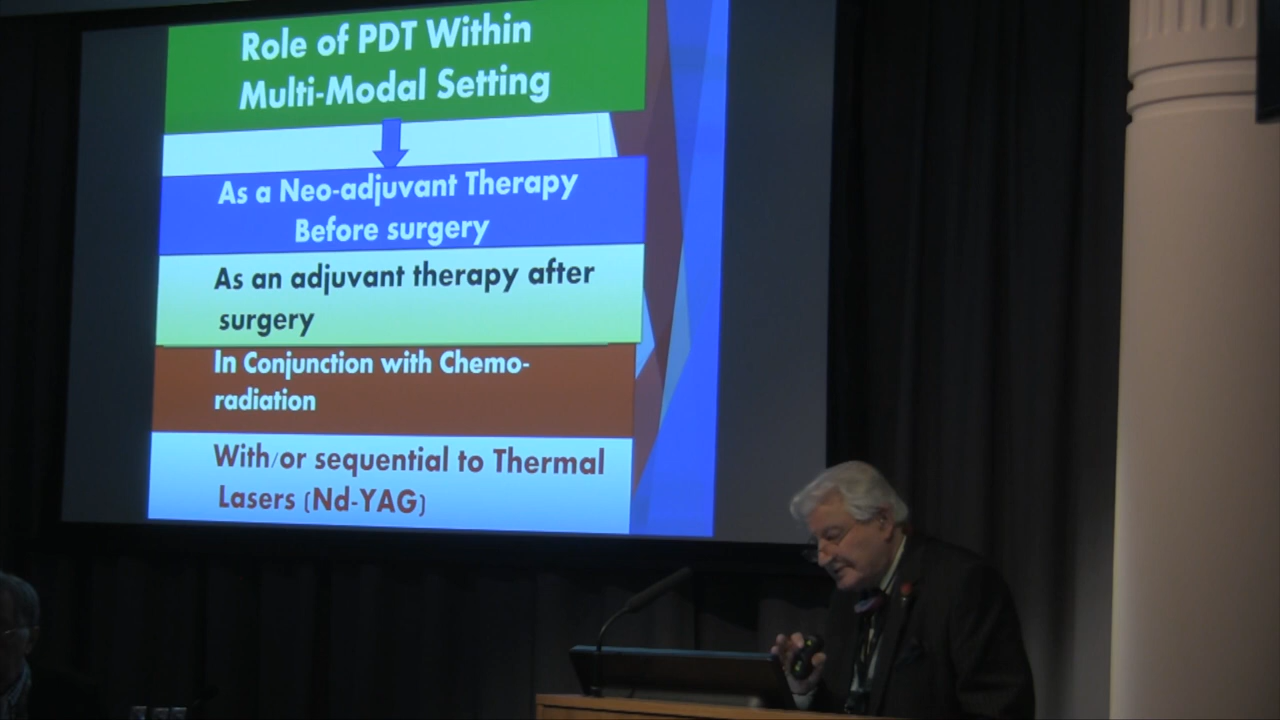 Role of PDT Within
Multi-Modal Setting
As a Neo-adjuvant Therapy
Before surgery
As an adjuvant therapy after
surgery
In Conjunction with Chemo-
radiation
With/or sequential to Thermal
Lasers (Nd-YAG)